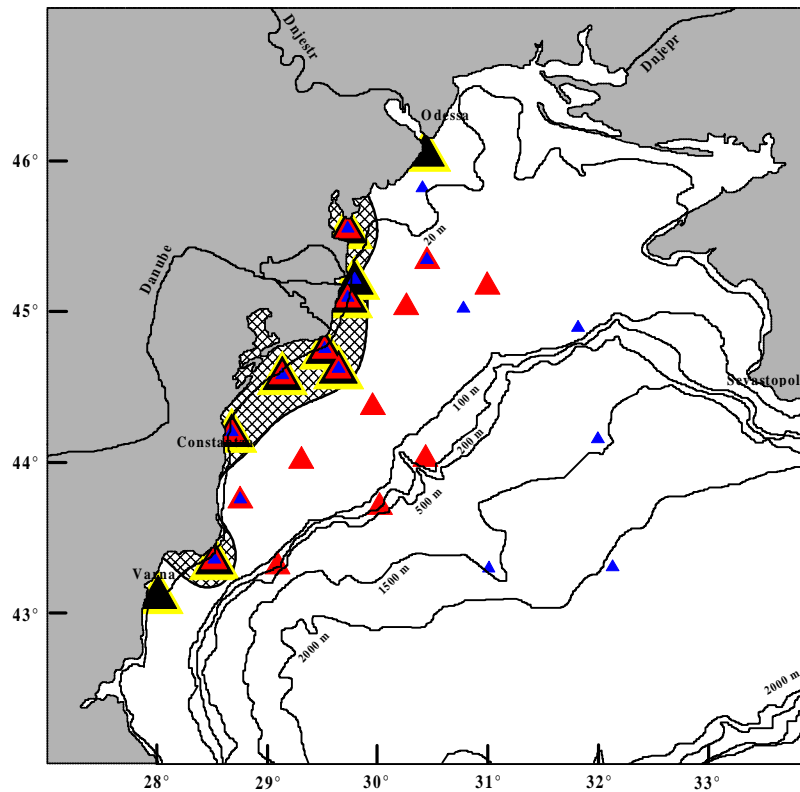 Dnjestr
Dnjepr
Odessa
46°
20 m
Danube
45°
Sevastopol
100 m
Constantza
200 m
44°
500 m
Varna
1500 m
43°
2000 m
2000 m
28°
29°
30°
31°
32°
33°